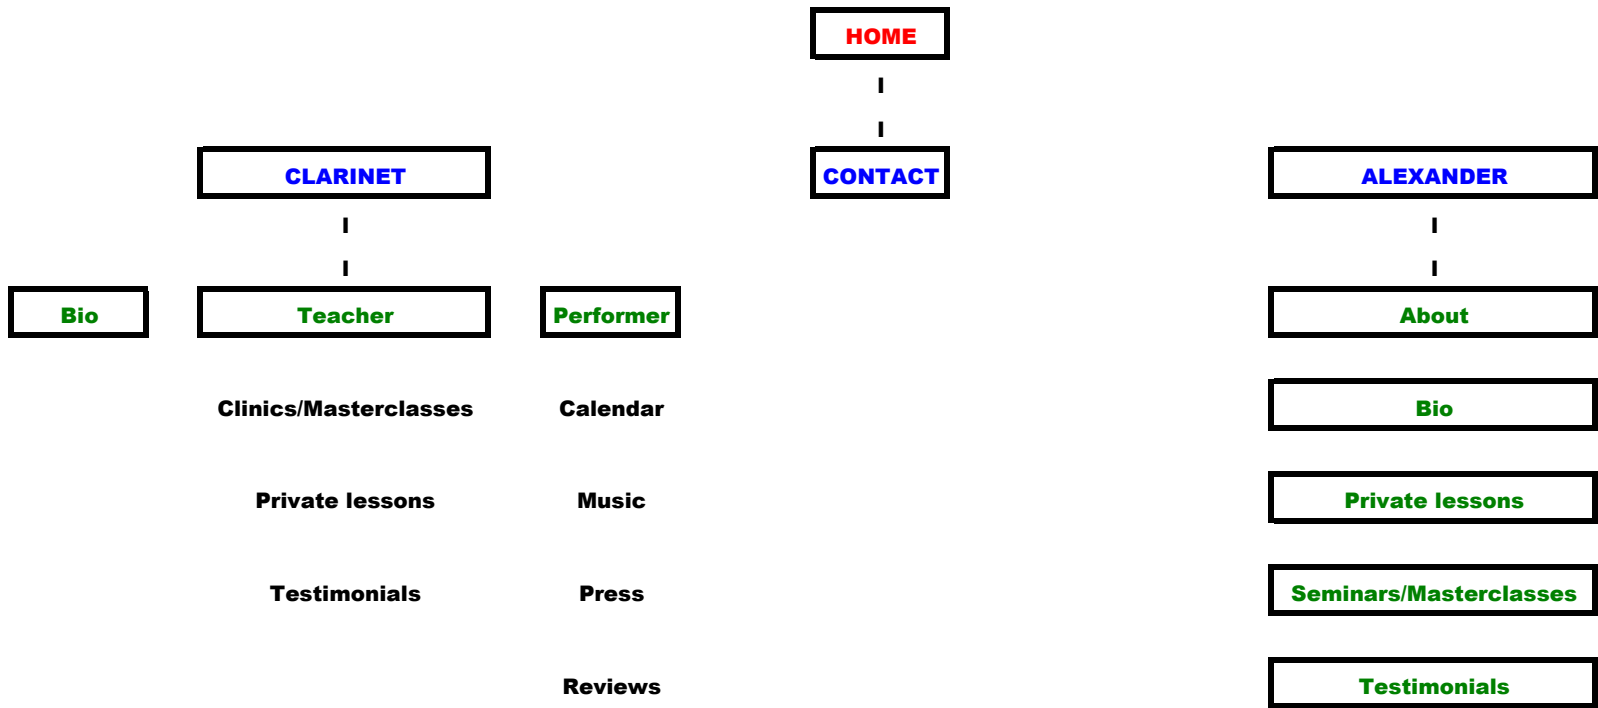 HOME
I
I
CLARINET CONTACT ALEXANDER
I I
I I
Bio Teacher Performer About
Clinics/Masterclasses Calendar Bio
Private lessons Music Private lessons
Testimonials Press Seminars/Masterclasses
Reviews Testimonials